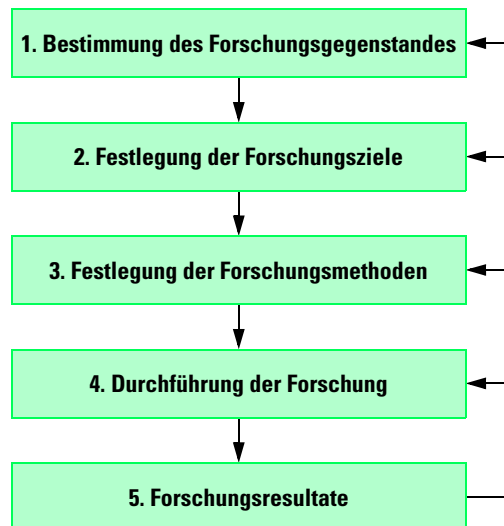 1. Bestimmung des Forschungsgegenstandes
2. Festlegung der Forschungsziele
3. Festlegung der Forschungsmethoden
4. Durchführung der Forschung
5. Forschungsresultate